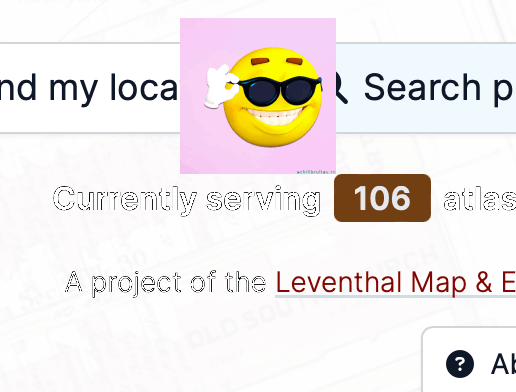 nd my loca
Search p
Currently serving 106 atlas
A project of the Leventhal Map & E
Ab